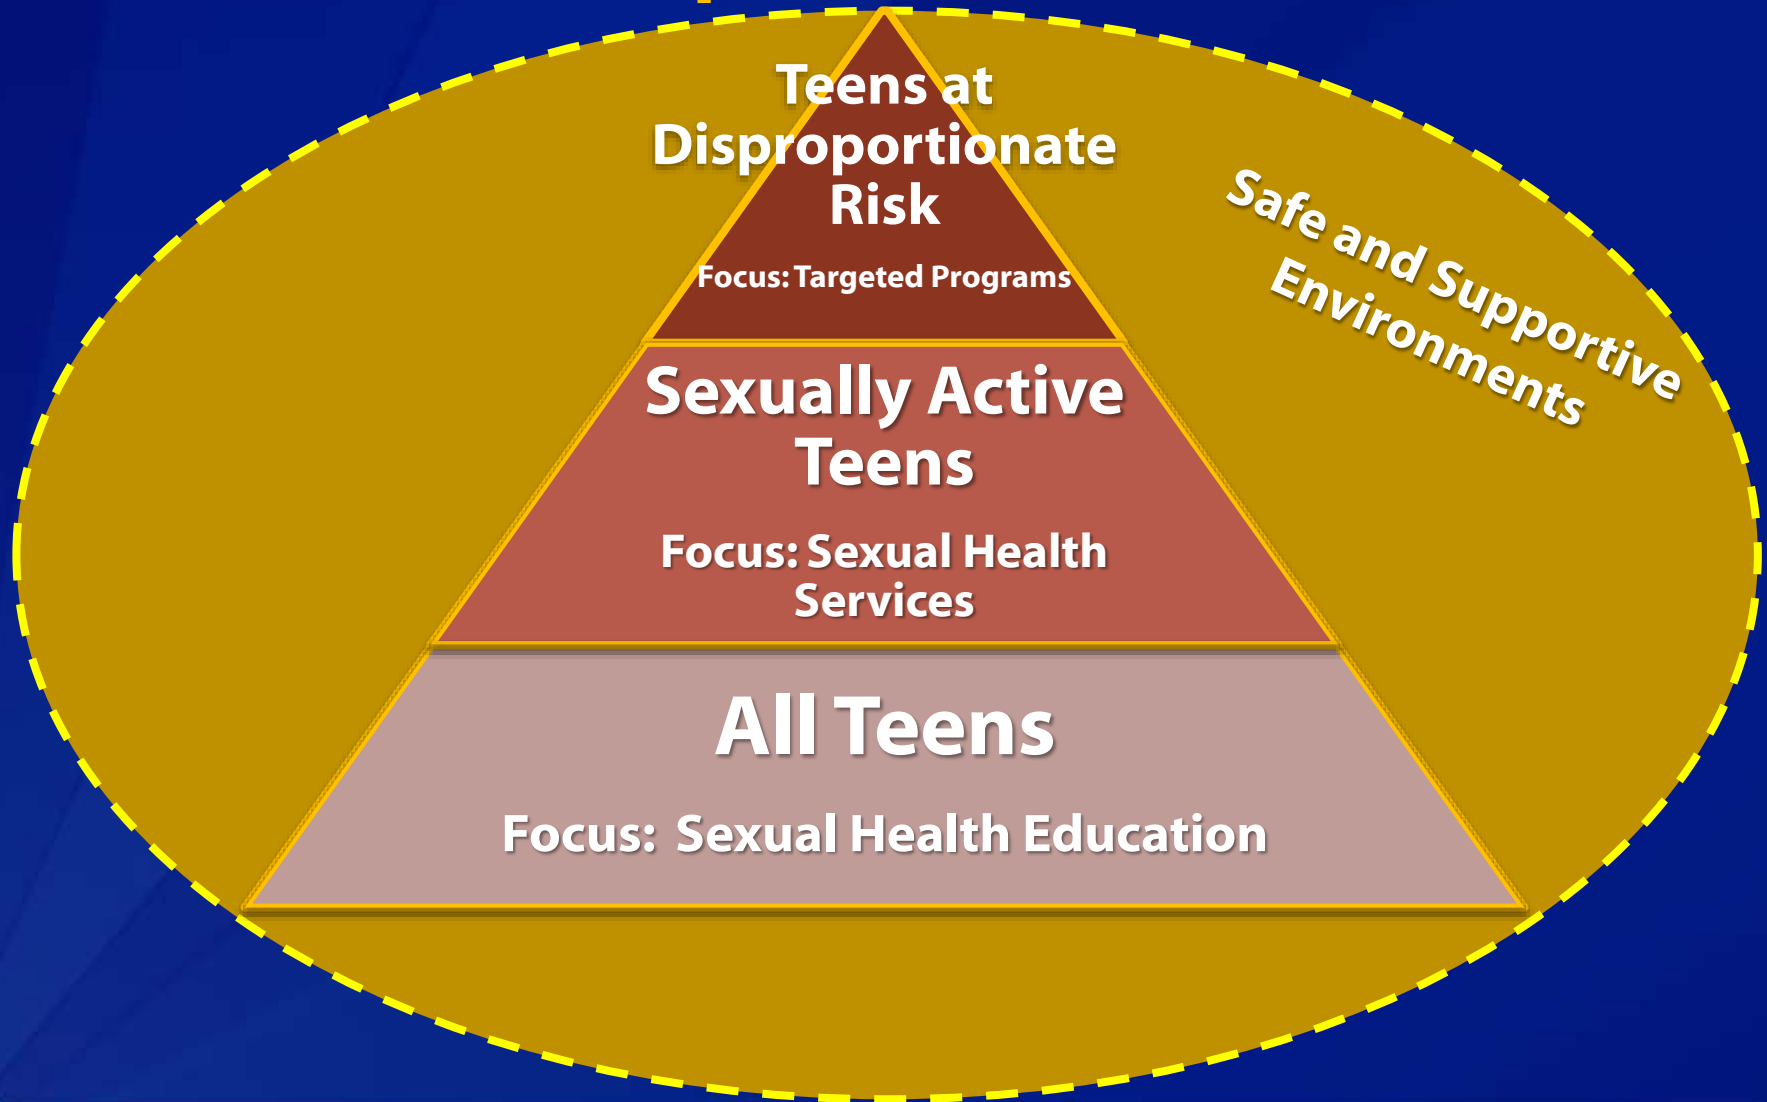 Teens at
Disproportionate
Risk
Focus: Targeted Programs
Safe and Supportive
Environments
Sexually Active
Teens
Focus: Sexual Health
Services
All Teens
Focus: Sexual Health Education